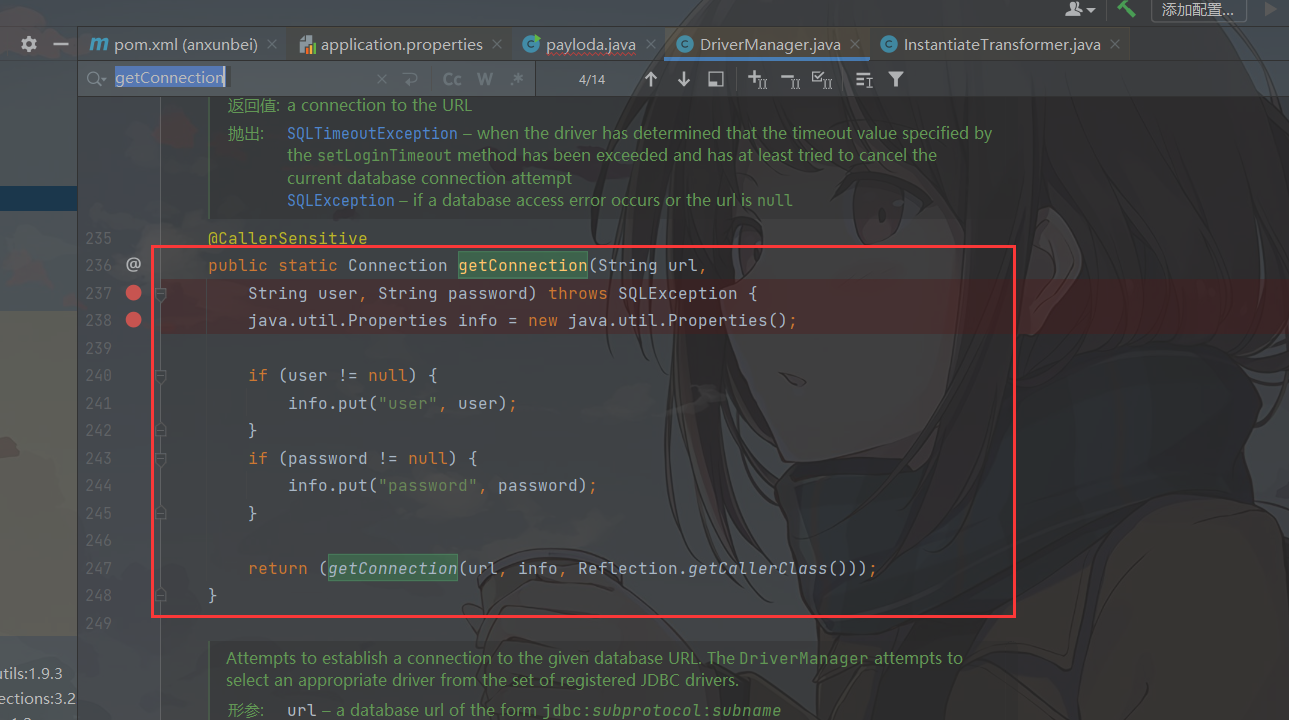 添加配置...
pom.xml (anxunbei)
application.properties
payloda.java
DriverManager.java
InstantiateTransformer.java
getConnection
Cc W .*
4/14
返回值: a connection to the URL
抛出: SQLTimeoutException – when the driver has determined that the timeout value specified by
the setLoginTimeout method has been exceeded and has at least tried to cancel the
current database connection attempt
SQLException – if a database access error occurs or the url is null
235 @CallerSensitive
236 @ public static Connection getConnection(String url,
237 String user, String password) throws SQLException {
238 java.util.Properties info = new java.util.Properties();
239
240 if (user != null) {
241 info.put("user", user);
242 }
243 if (password != null) {
244 info.put("password", password);
245 }
246
247 return (getConnection(url, info, Reflection.getCallerClass()));
248 }
249
Attempts to establish a connection to the given database URL. The DriverManager attempts to
select an appropriate driver from the set of registered JDBC drivers.
形参: url – a database url of the form jdbc:subprotocol:subname
utils:1.9.3
ections:3.2